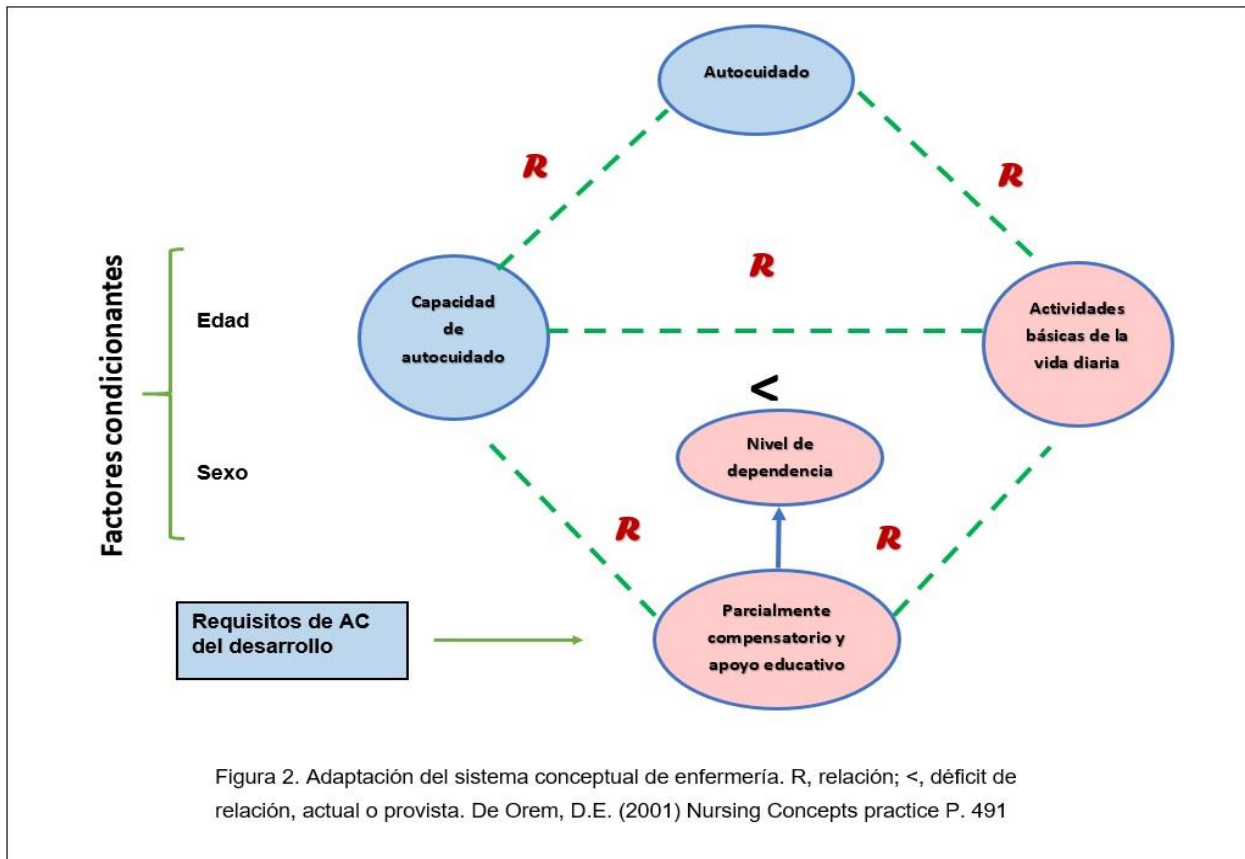 Autocuidado
R
R
R
Factores condicionantes
Edad
Capacidad
de
autocuidado
Actividades
básicas de la
vida diaria
<
Nivel de
dependencia
Sexo
R
R
Requisitos de AC
del desarrollo
Parcialmente
compensatorio y
apoyo educativo
Figura 2. Adaptación del sistema conceptual de enfermería. R, relación; <, déficit de
relación, actual o provista. De Orem, D.E. (2001) Nursing Concepts practice P. 491